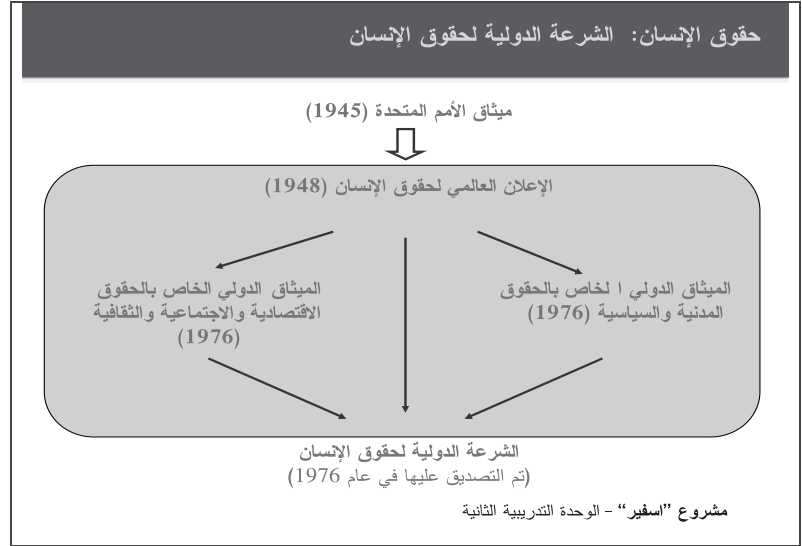 حقوق الإنسان: الشرعة الدولية لحقوق الإنسان
ميثاق الأمم المتحدة (1945)
الإعلان العالمي لحقوق الإنسان (1948)
الميثاق الدولي ا لخاص بالحقوق
المدنية والسياسية (1976)
الميثاق الدولي الخاص بالحقوق
الاقتصادية والاجتماعية والثقافية
(1976)
الشرعة الدولية لحقوق الإنسان
(تم التصديق عليها في عام 1976)
مشروع ”اسفير“ – الوحدة التدريبية الثانية